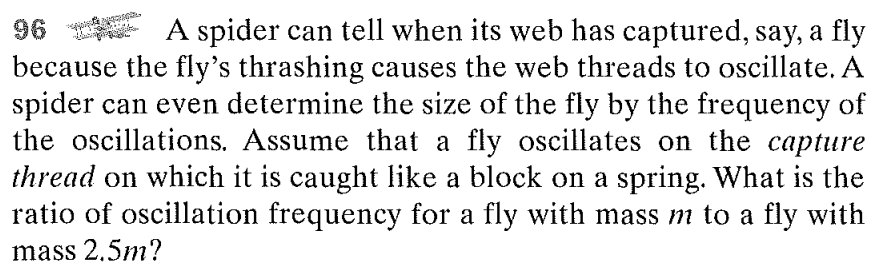 96 A spider can tell when its web has captured, say, a fly
because the fly's thrashing causes the web threads to oscillate. A
spider can even determine the size of the fly by the frequency of
the oscillations. Assume that a fly oscillates on the capture
thread on which it is caught like a block on a spring. What is the
ratio of oscillation frequency for a fly with mass m to a fly with
mass 2.5m?